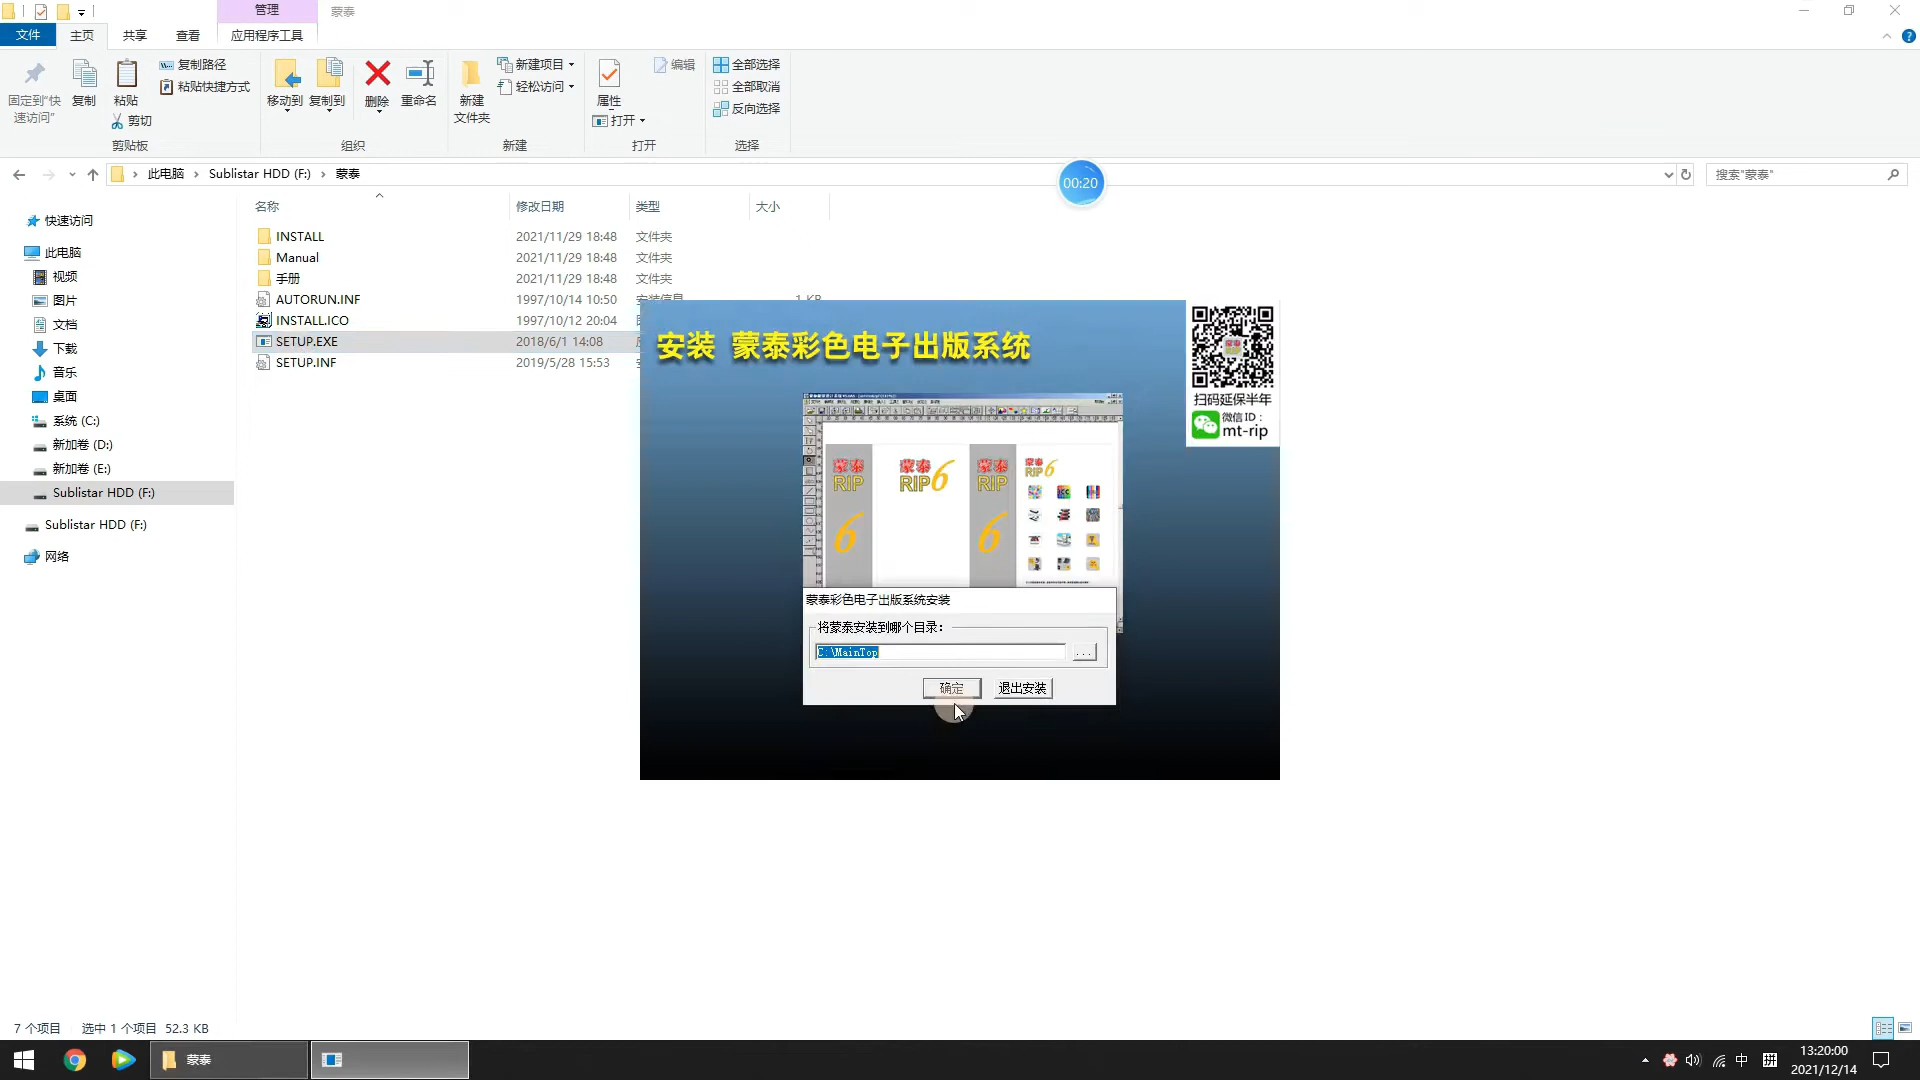 管理
蒙泰
文件
主页
共享
查看
应用程序工具
固定到"快
速访问"
复制
粘贴
复制路径
粘贴快捷方式
剪切
剪贴板
移动到
复制到
删除
重命名
组织
新建
文件夹
新建项目
轻松访问
新建
属性
打开
编辑
打开
全部选择
全部取消
反向选择
选择
此电脑 › Sublistar HDD (F:) › 蒙泰
00:20
搜索"蒙泰"
名称 修改日期 类型 大小
INSTALL 2021/11/29 18:48 文件夹
Manual 2021/11/29 18:48 文件夹
手册 2021/11/29 18:48 文件夹
AUTORUN.INF 1997/10/14 10:50 安装信息 1 KB
INSTALL.ICO 1997/10/12 20:04
SETUP.EXE 2018/6/1 14:08
SETUP.INF 2019/5/28 15:53
快速访问
此电脑
视频
图片
文档
下载
音乐
桌面
系统 (C:)
新加卷 (D:)
新加卷 (E:)
Sublistar HDD (F:)
Sublistar HDD (F:)
网络
安装 蒙泰彩色电子出版系统
扫码延保半年
微信 ID：
mt-rip
蒙泰
RIP
6
蒙泰
RIP 6
蒙泰
RIP
6
蒙泰
RIP 6
蒙泰彩色电子出版系统安装
将蒙泰安装到哪个目录：
C:\MainTop
...
确定
退出安装
7 个项目 选中 1 个项目 52.3 KB
蒙泰
中
拼
13:20:00
2021/12/14